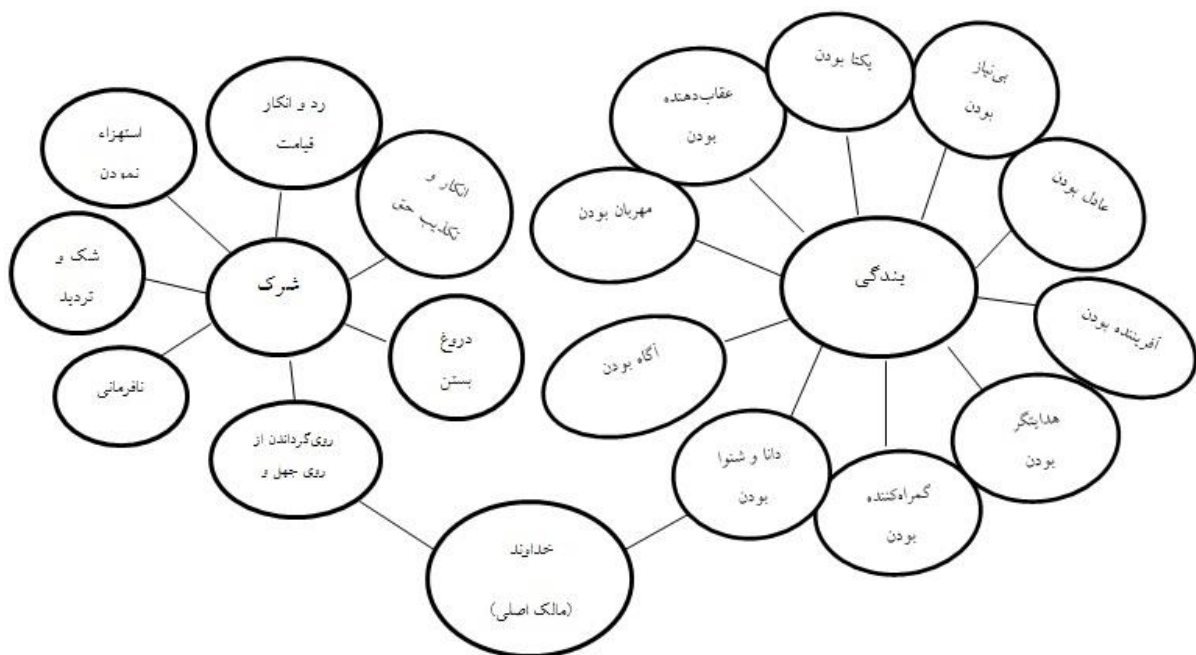 یکتا بودن
بی‌نیاز
بودن
عقاب‌دهنده
بودن
عادل بودن
مهربان بودن
بندگی
آفریننده بودن
آگاه بودن
هدایتگر
بودن
دانا و شنوا
بودن
گمراه‌کننده
بودن
رد و انکار
قیامت
استهزاء
نمودن
انکار و
تکذیب حق
شک و
تردید
شرک
دروغ
بستن
نافرمانی
روی‌گرداندن از
روی جهل و
خداوند
(مالک اصلی)